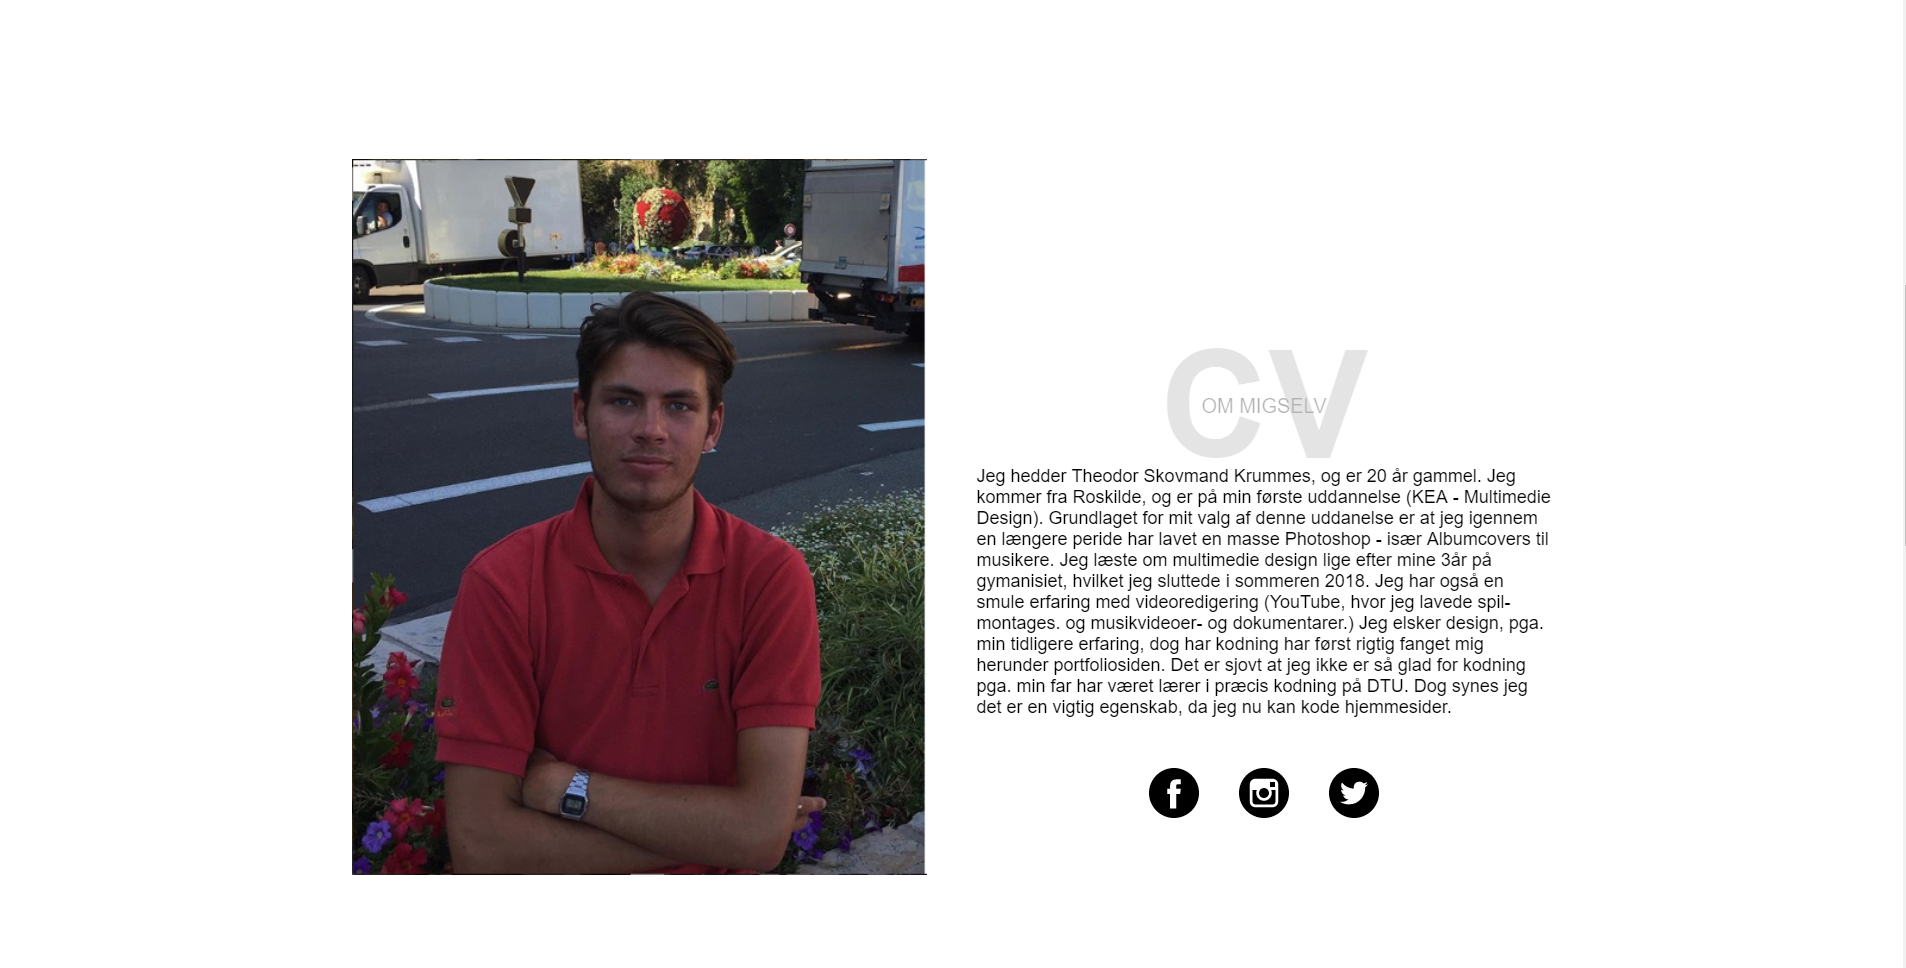 CV
OM MIGSELV
Jeg hedder Theodor Skovmand Krummes, og er 20 år gammel. Jeg
kommer fra Roskilde, og er på min første uddannelse (KEA - Multimedie
Design). Grundlaget for mit valg af denne uddanelse er at jeg igennem
en længere peride har lavet en masse Photoshop - især Albumcovers til
musikere. Jeg læste om multimedie design lige efter mine 3år på
gymanisiet, hvilket jeg sluttede i sommeren 2018. Jeg har også en
smule erfaring med videoredigering (YouTube, hvor jeg lavede spil-
montages. og musikvideoer- og dokumentarer.) Jeg elsker design, pga.
min tidligere erfaring, dog har kodning har først rigtig fanget mig
herunder portfoliosiden. Det er sjovt at jeg ikke er så glad for kodning
pga. min far har været lærer i præcis kodning på DTU. Dog synes jeg
det er en vigtig egenskab, da jeg nu kan kode hjemmesider.